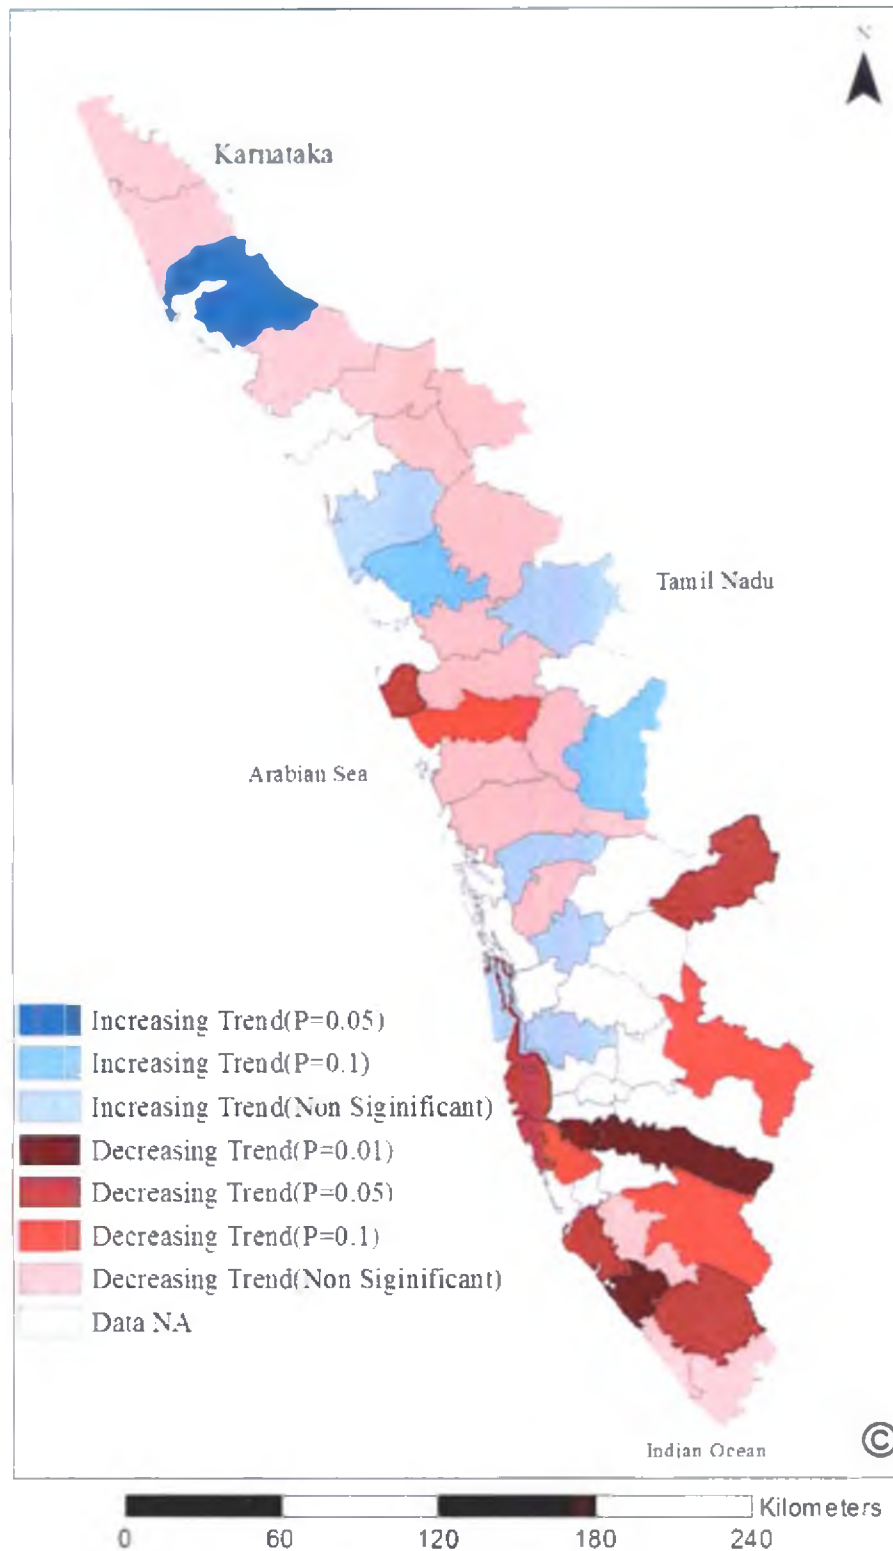 N
Karnataka
Tamil Nadu
Arabian Sea
Increasing Trend(P=0.05)
Increasing Trend(P=0.1)
Increasing Trend(Non Siginificant)
Decreasing Trend(P=0.01)
Decreasing Trend(P=0.05)
Decreasing Trend(P=0.1)
Decreasing Trend(Non Siginificant)
Data NA
Indian Ocean
©
Kilometers
0 60 120 180 240